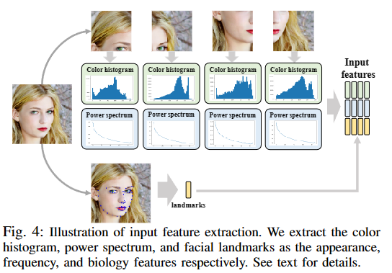 Color histogram
Color histogram
Color histogram
Color histogram
Input
features
Power spectrum
Power spectrum
Power spectrum
Power spectrum
landmarks
Fig. 4: Illustration of input feature extraction. We extract the color
histogram, power spectrum, and facial landmarks as the appearance,
frequency, and biology features respectively. See text for details.